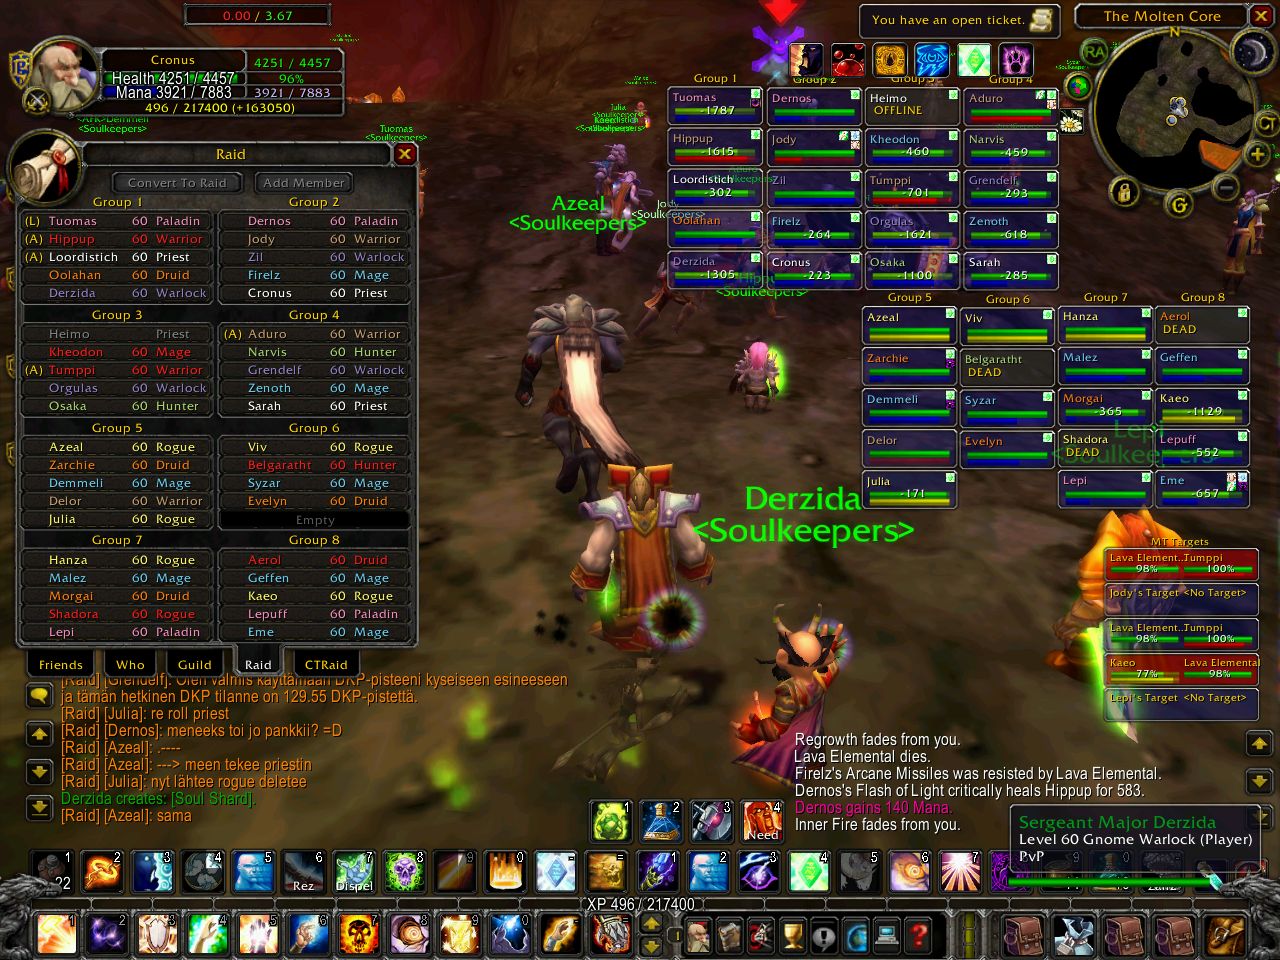 0.00 / 3.67
You have an open ticket.
The Molten Core
Cronus
4251 / 4457
Health 4251/ 4457
96%
Mana 3921 / 7883
3921 / 7883
496 / 217400 (+163050)
<Soulkeepers>
Tuomas
<Soulkeepers>
Raid
Convert To Raid
Add Member
Group 1
Group 2
(L) Tuomas 60 Paladin
Dernos 60 Paladin
(A) Hippup 60 Warrior
Jody 60 Warrior
(A) Loordistich 60 Priest
Zil 60 Warlock
Oolahan 60 Druid
Firelz 60 Mage
Derzida 60 Warlock
Cronus 60 Priest
Group 3
Group 4
Heimo Priest
(A) Aduro 60 Warrior
Kheodon 60 Mage
Narvis 60 Hunter
(A) Tumppi 60 Warrior
Grendelf 60 Warlock
Orgulas 60 Warlock
Zenoth 60 Mage
Osaka 60 Hunter
Sarah 60 Priest
Group 5
Group 6
Azeal 60 Rogue
Viv 60 Rogue
Zarchie 60 Druid
Belgaratht 60 Hunter
Demmeli 60 Mage
Syzar 60 Mage
Delor 60 Warrior
Evelyn 60 Druid
Julia 60 Rogue
Empty
Group 7
Group 8
Hanza 60 Rogue
Aerol 60 Druid
Malez 60 Mage
Geffen 60 Mage
Morgai 60 Druid
Kaeo 60 Rogue
Shadora 60 Rogue
Lepuff 60 Paladin
Lepi 60 Paladin
Eme 60 Mage
Friends
Who
Guild
Raid
CTRaid
Group 1
Group 2
Group 3
Group 4
Tuomas
-1787
Dernos
Heimo
OFFLINE
Aduro
Hippup
-1615
Jody
Kheodon
-460
Narvis
-459
Loordistich
-302
Zil
Tumppi
-701
Grendelf
-293
Oolahan
Firelz
-264
Orgulas
-1621
Zenoth
-618
Derzida
-1305
Cronus
-223
Osaka
-1100
Sarah
-285
Group 5
Group 6
Group 7
Group 8
Azeal
Viv
Hanza
Aerol
DEAD
Zarchie
Belgaratht
DEAD
Malez
Geffen
Demmeli
Syzar
Morgai
-365
Kaeo
-1129
Delor
Evelyn
Shadora
DEAD
Lepuff
-552
Julia
-171
Lepi
Eme
-657
Azeal
<Soulkeepers>
<Soulkeepers>
Derzida
<Soulkeepers>
Lepi
<Soulkeepers>
MT Targets
Lava Element.. Tumppi
98% 100%
Jody's Target <No Target>
Lava Element.. Tumppi
98% 100%
Kaeo Lava Elemental
77% 98%
Lepi's Target <No Target>
[Raid] [Grendelf]: Olen valmis käyttämään DKP-pisteeni kyseiseen esineeseen
ja tämän hetkinen DKP tilanne on 129.55 DKP-pistettä.
[Raid] [Julia]: re roll priest
[Raid] [Dernos]: meneeks toi jo pankkii? =D
[Raid] [Azeal]: .----
[Raid] [Azeal]: ---> meen tekee priestin
[Raid] [Julia]: nyt lähtee rogue deletee
Derzida creates: [Soul Shard].
[Raid] [Azeal]: sama
Regrowth fades from you.
Lava Elemental dies.
Firelz's Arcane Missiles was resisted by Lava Elemental.
Dernos's Flash of Light critically heals Hippup for 583.
Dernos gains 140 Mana.
Inner Fire fades from you.
Sergeant Major Derzida
Level 60 Gnome Warlock (Player)
PvP
Need
Rez
Dispel
XP 496 / 217400